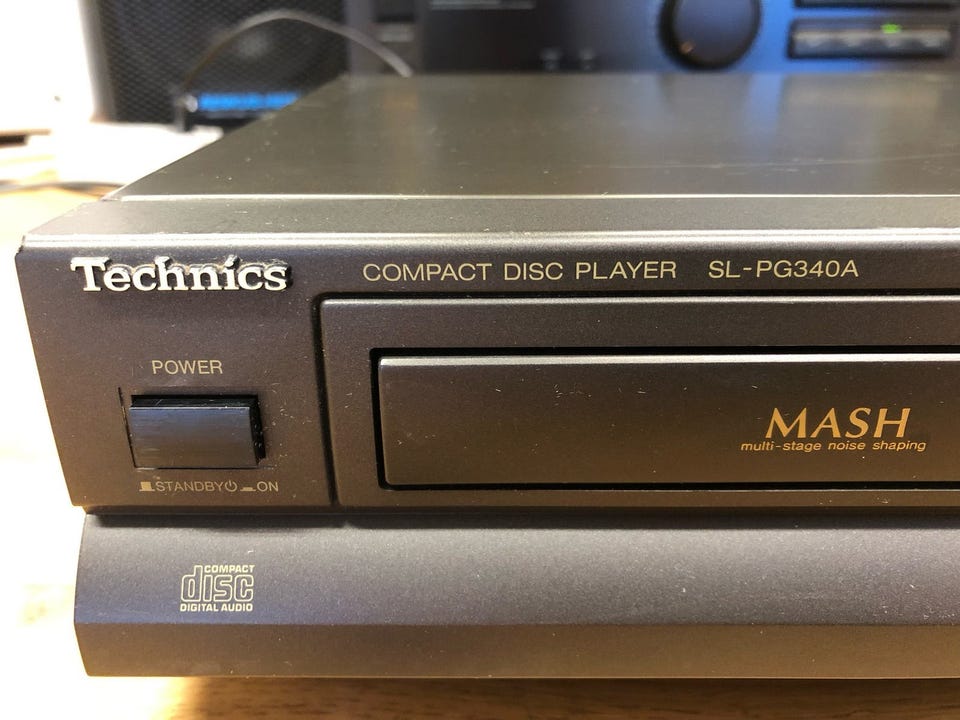 Technics
COMPACT DISC PLAYER SL-PG340A
POWER
STANDBY ON
MASH
multi-stage noise shaping
COMPACT
disc
DIGITAL AUDIO